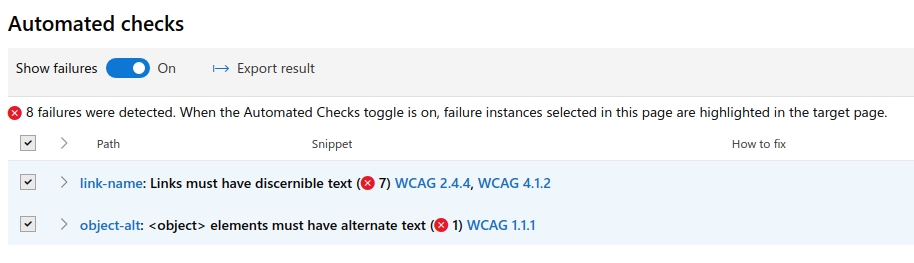 Automated checks
Show failures On Export result
8 failures were detected. When the Automated Checks toggle is on, failure instances selected in this page are highlighted in the target page.
Path Snippet How to fix
link-name: Links must have discernible text ( 7) WCAG 2.4.4, WCAG 4.1.2
object-alt: <object> elements must have alternate text ( 1) WCAG 1.1.1